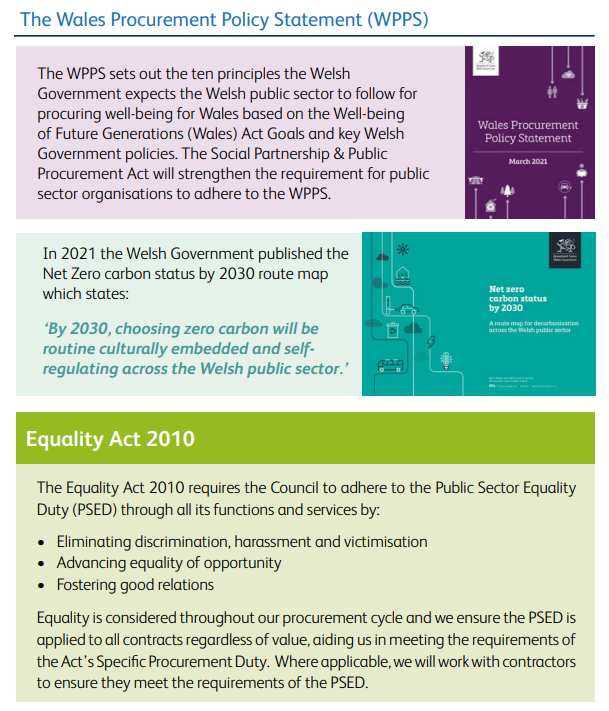 The Wales Procurement Policy Statement (WPPS)
The WPPS sets out the ten principles the Welsh
Government expects the Welsh public sector to follow for
procuring well-being for Wales based on the Well-being
of Future Generations (Wales) Act Goals and key Welsh
Government policies. The Social Partnership & Public
Procurement Act will strengthen the requirement for public
sector organisations to adhere to the WPPS.
Wales Procurement
Policy Statement
March 2021
In 2021 the Welsh Government published the
Net Zero carbon status by 2030 route map
which states:
‘By 2030, choosing zero carbon will be
routine culturally embedded and self-
regulating across the Welsh public sector.’
Net zero
carbon status
by 2030
A route map for decarbonisation
across the Welsh public sector
Equality Act 2010
The Equality Act 2010 requires the Council to adhere to the Public Sector Equality
Duty (PSED) through all its functions and services by:
• Eliminating discrimination, harassment and victimisation
• Advancing equality of opportunity
• Fostering good relations
Equality is considered throughout our procurement cycle and we ensure the PSED is
applied to all contracts regardless of value, aiding us in meeting the requirements of
the Act’s Specific Procurement Duty. Where applicable, we will work with contractors
to ensure they meet the requirements of the PSED.